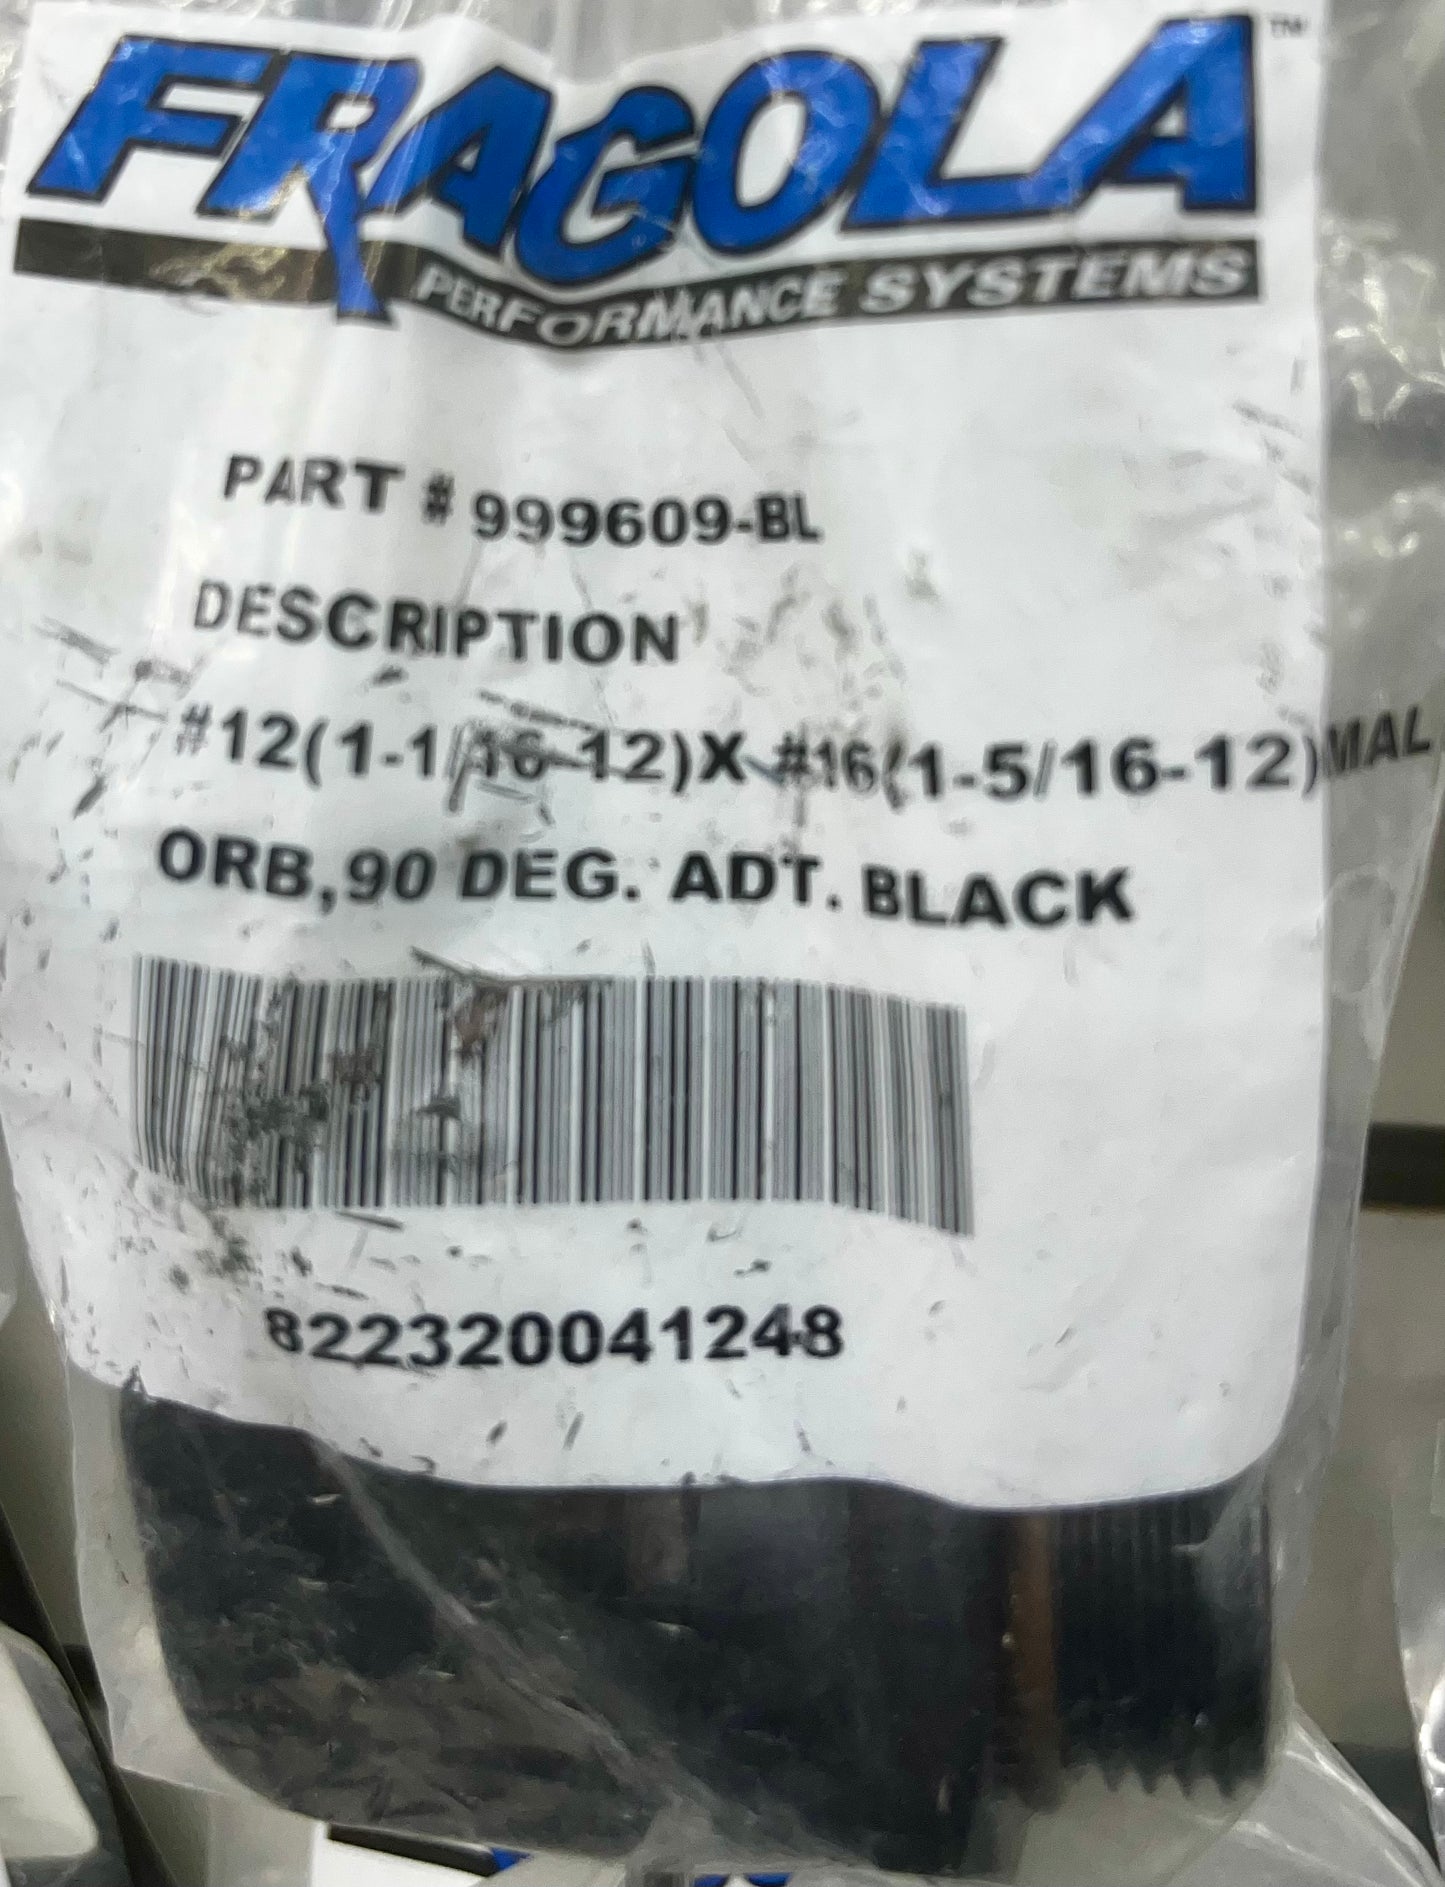 FRAGOLA™
PERFORMANCE SYSTEMS
PART # 999609-BL
DESCRIPTION
#12(1-1/16-12)X #16(1-5/16-12)MAL
ORB,90 DEG. ADT. BLACK
822320041248